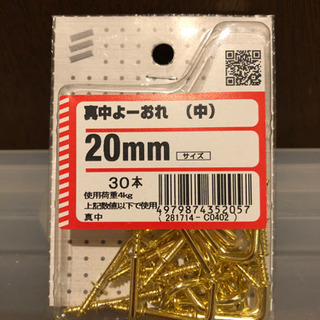 真中よーおれ (中)
20mm サイズ
30本
使用荷重4kg
上記数値以下で使用
真中
4979874352057
( 281714-C0402 )